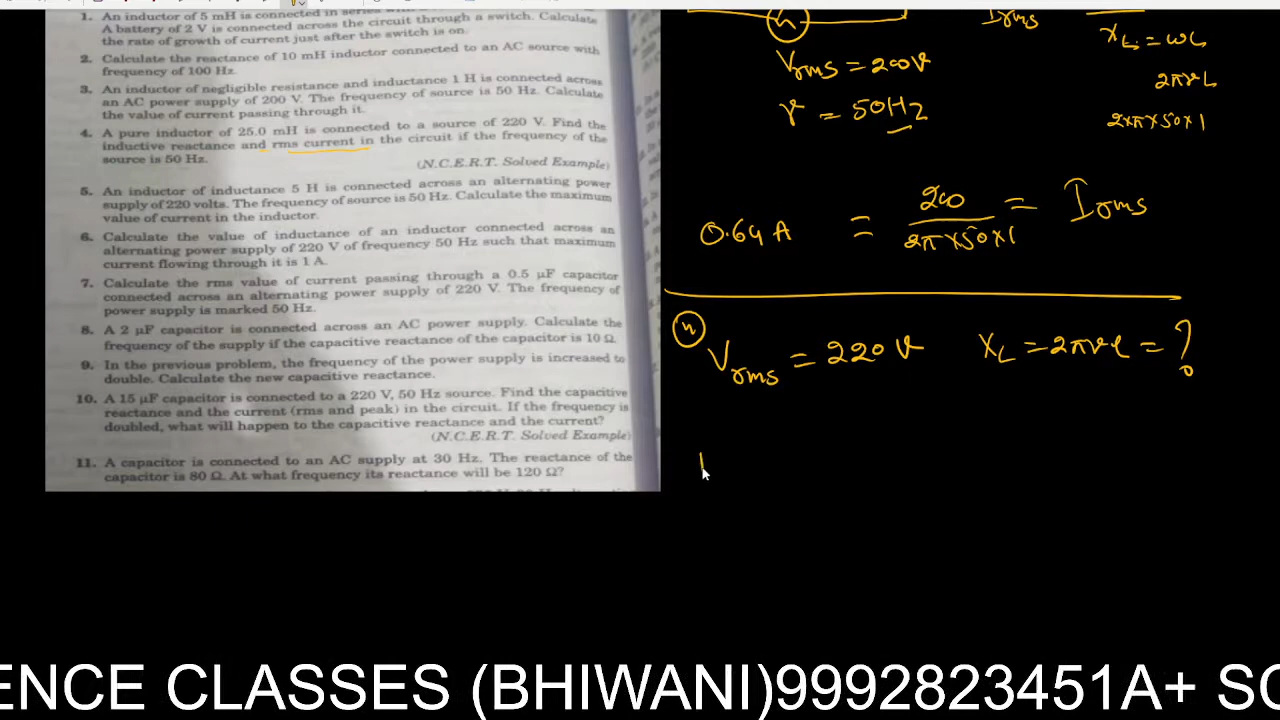 1. An inductor of 5 mH is connected in series with
A battery of 2 V is connected across the circuit through a switch. Calculate
the rate of growth of current just after the switch is on.
2. Calculate the reactance of 10 mH inductor connected to an AC source with
frequency of 100 Hz.
3. An inductor of negligible resistance and inductance 1 H is connected across
an AC power supply of 200 V. The frequency of source is 50 Hz. Calculate
the value of current passing through it.
4. A pure inductor of 25.0 mH is connected to a source of 220 V. Find the
inductive reactance and rms current in the circuit if the frequency of the
source is 50 Hz.
(N.C.E.R.T. Solved Example)
5. An inductor of inductance 5 H is connected across an alternating power
supply of 220 volts. The frequency of source is 50 Hz. Calculate the maximum
value of current in the inductor.
6. Calculate the value of inductance of an inductor connected across an
alternating power supply of 220 V of frequency 50 Hz such that maximum
current flowing through it is 1 A.
7. Calculate the rms value of current passing through a 0.5 μF capacitor
connected across an alternating power supply of 220 V. The frequency of
power supply is marked 50 Hz.
8. A 2 μF capacitor is connected across an AC power supply. Calculate the
frequency of the supply if the capacitive reactance of the capacitor is 10 Ω.
9. In the previous problem, the frequency of the power supply is increased to
double. Calculate the new capacitive reactance.
10. A 15 μF capacitor is connected to a 220 V, 50 Hz source. Find the capacitive
reactance and the current (rms and peak) in the circuit. If the frequency is
doubled, what will happen to the capacitive reactance and the current?
(N.C.E.R.T. Solved Example)
11. A capacitor is connected to an AC supply at 30 Hz. The reactance of the
capacitor is 80 Ω. At what frequency its reactance will be 120 Ω?
Irms
XL = ωL
Vrms = 200V
2πνL
ν = 50Hz
2×π×50×1
0.64 A = 200 / 2π×50×1 = Irms
Vrms = 220V XL = 2πνL = ?
ENCE CLASSES (BHIWANI)9992823451A+ SC